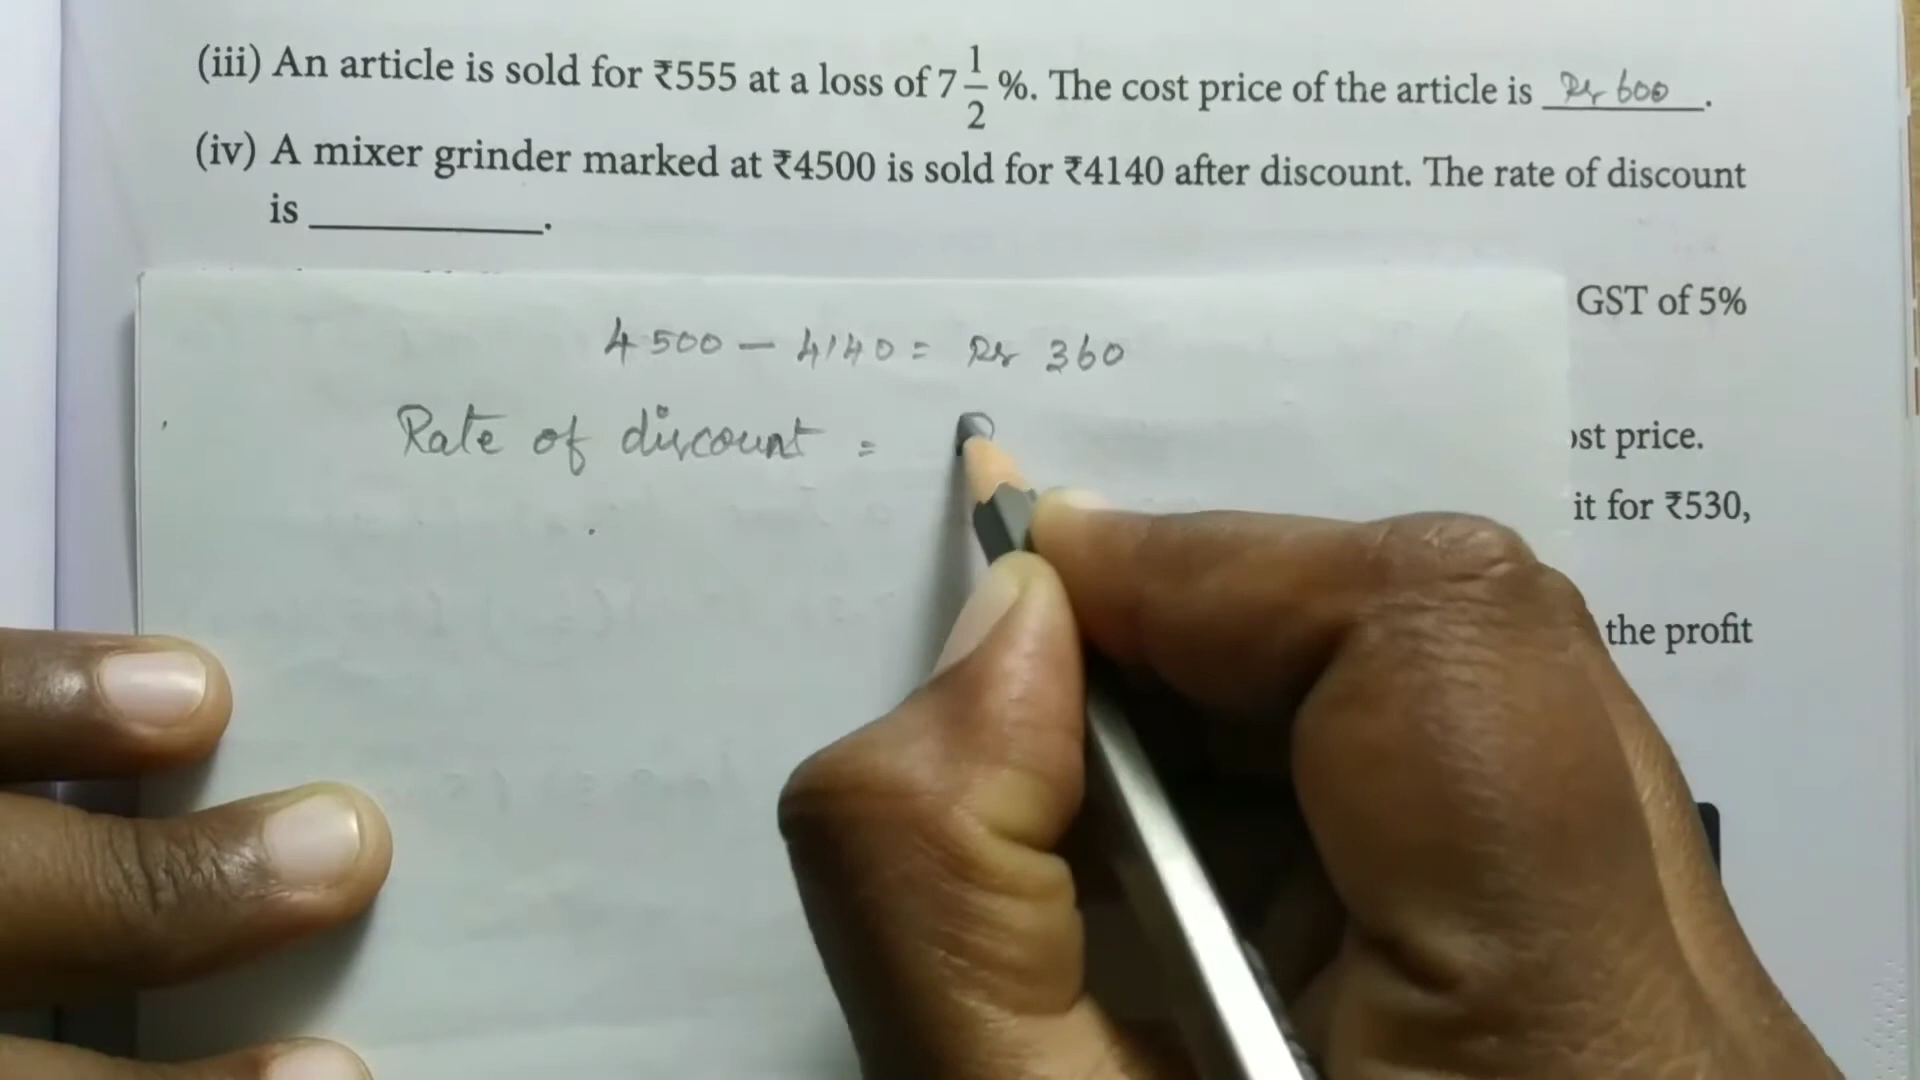 (iii) An article is sold for ₹555 at a loss of 7 1/2 %. The cost price of the article is Rs 600.
(iv) A mixer grinder marked at ₹4500 is sold for ₹4140 after discount. The rate of discount
is ____________.
GST of 5%
4500 - 4140 = Rs 360
Rate of discount =
ost price.
it for ₹530,
the profit